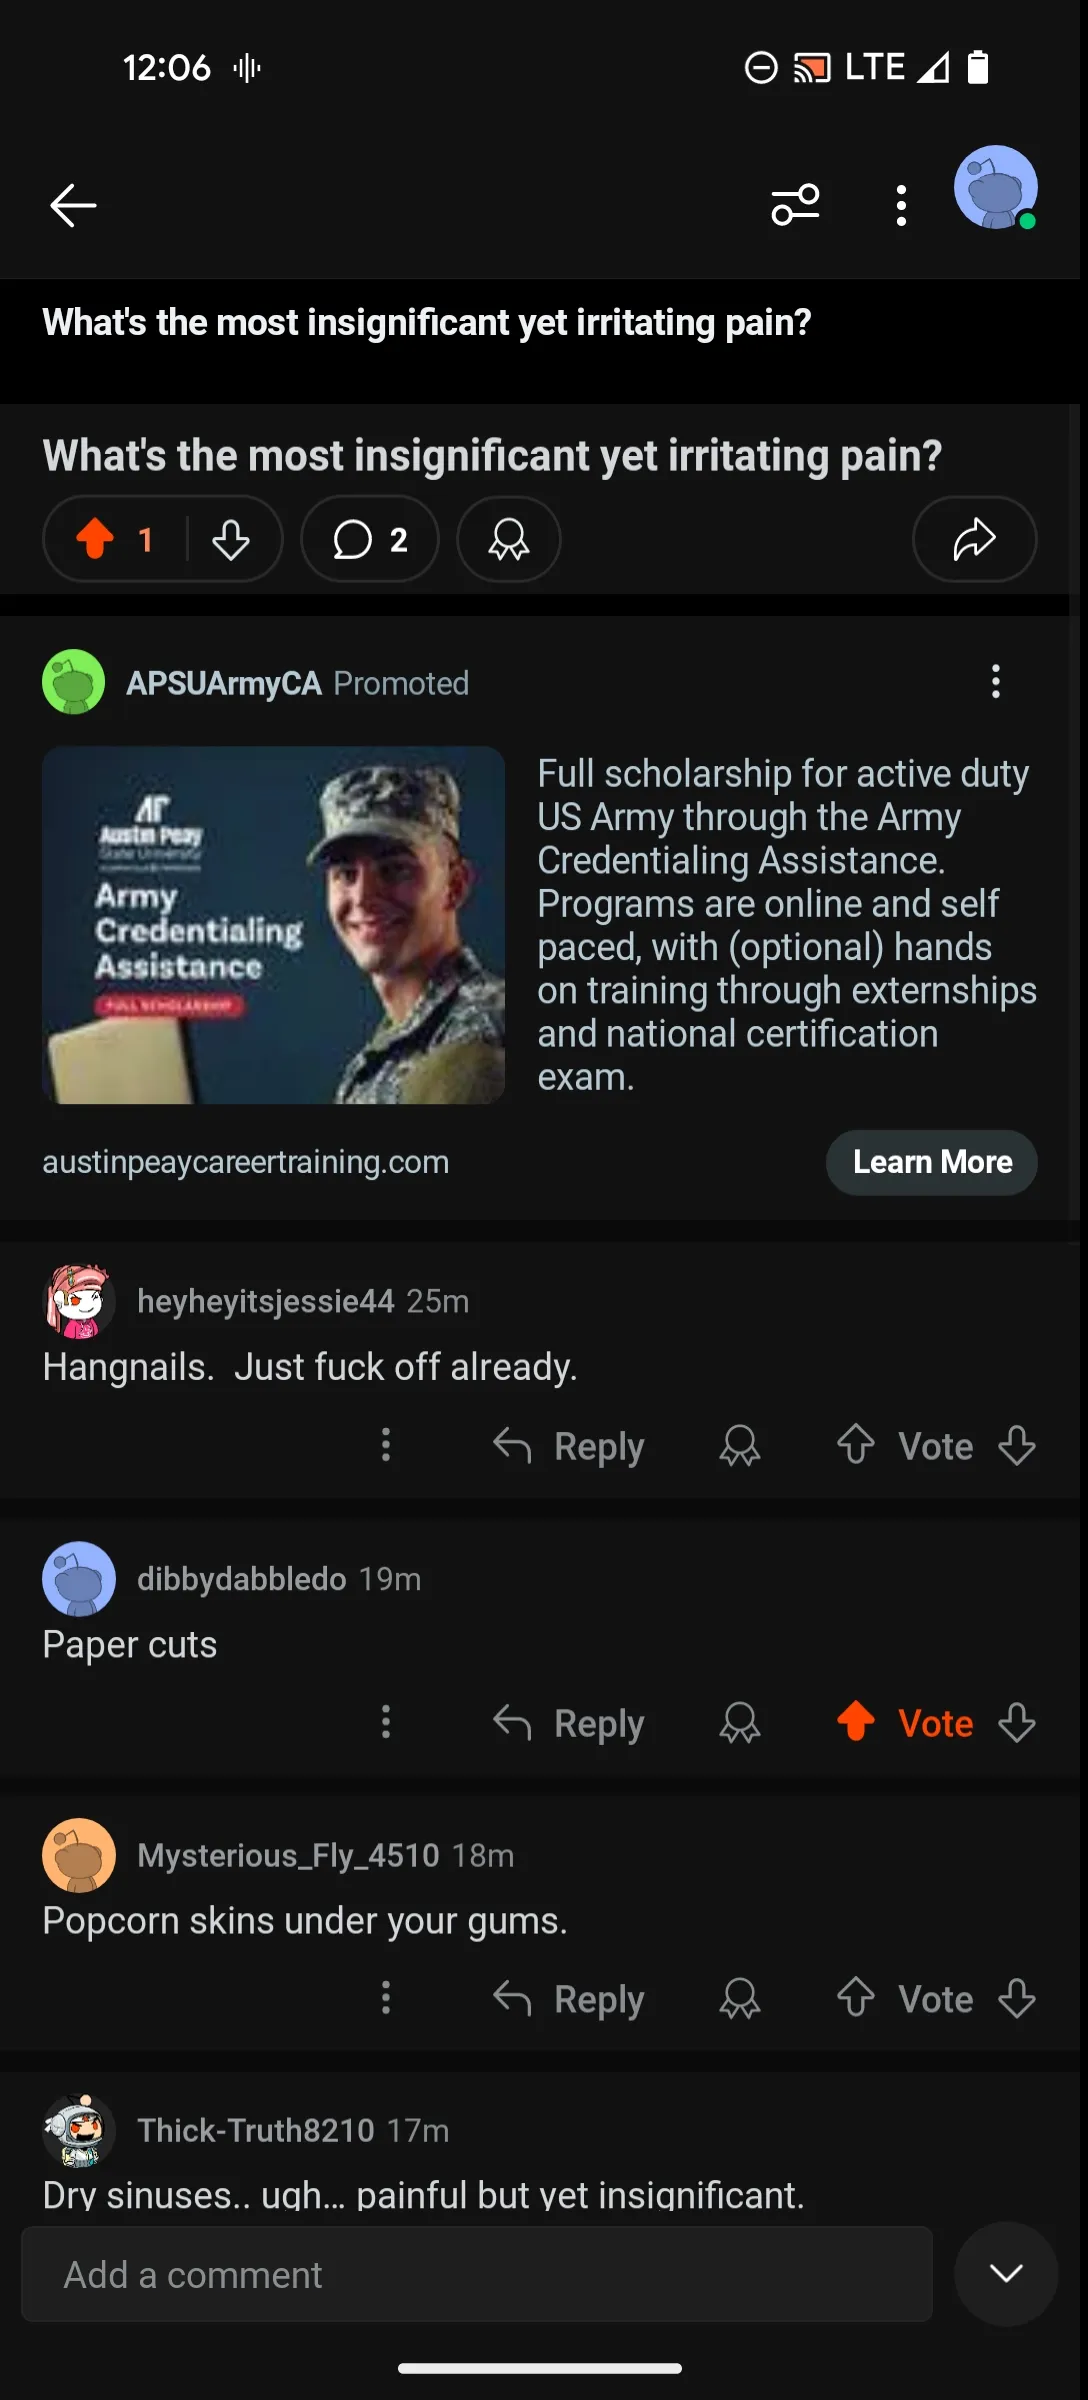 12:06
LTE
What's the most insignificant yet irritating pain?
What's the most insignificant yet irritating pain?
1
2
APSUArmyCA Promoted
Austin Peay
State University
Army
Credentialing
Assistance
FULL SCHOLARSHIP
Full scholarship for active duty
US Army through the Army
Credentialing Assistance.
Programs are online and self
paced, with (optional) hands
on training through externships
and national certification
exam.
austinpeaycareertraining.com
Learn More
heyheyitsjessie44 25m
Hangnails.  Just fuck off already.
Reply
Vote
dibbydabbledo 19m
Paper cuts
Reply
Vote
Mysterious_Fly_4510 18m
Popcorn skins under your gums.
Reply
Vote
Thick-Truth8210 17m
Dry sinuses.. ugh... painful but yet insignificant.
Add a comment